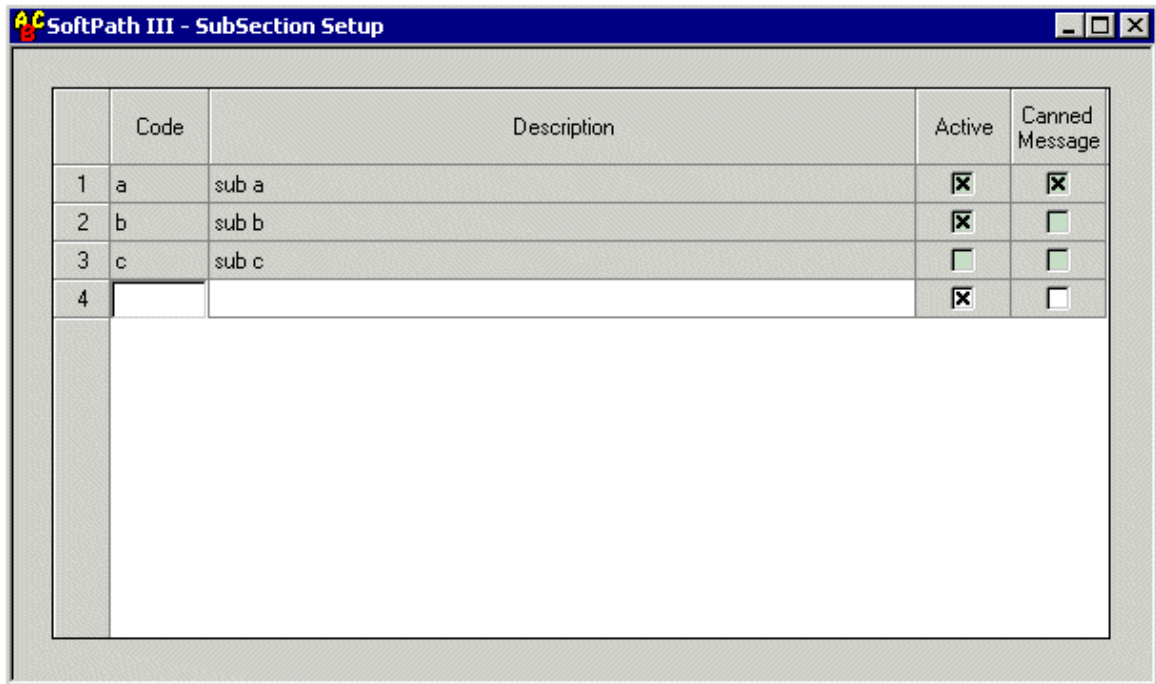 SoftPath III - SubSection Setup
Code Description Active Canned Message
1 a sub a
2 b sub b
3 c sub c
4